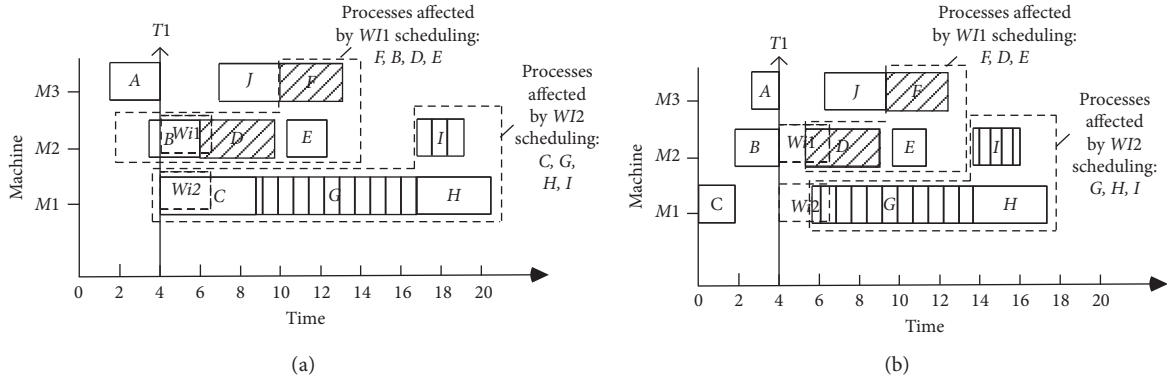 Processes affected
by WI1 scheduling:
F, B, D, E
T1
A
J
F
M3
Processes
affected
by WI2
scheduling:
C, G,
H, I
B
Wi1
D
E
I
M2
Machine
Wi2
C
G
H
M1
0 2 4 6 8 10 12 14 16 18 20
Time
(a)
Processes affected
by WI1 scheduling:
F, D, E
T1
A
J
F
M3
Processes
affected
by WI2
scheduling:
G, H, I
B
Wi1
D
E
I
M2
Machine
C
Wi2
G
H
M1
0 2 4 6 8 10 12 14 16 18 20
Time
(b)